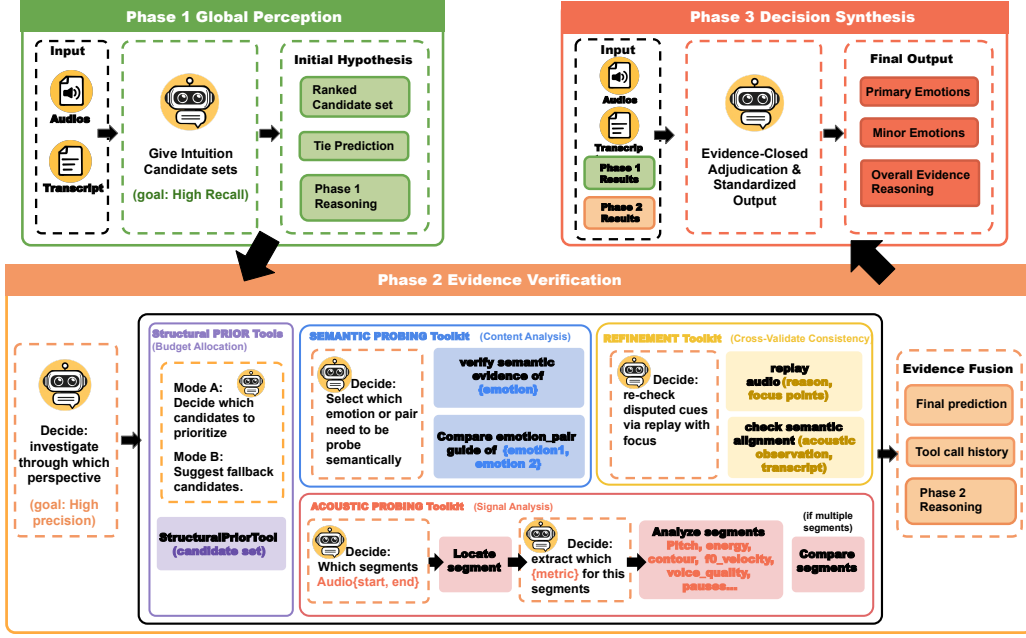 Phase 1 Global Perception
Input
Audios
Transcript
Give Intuition
Candidate sets
(goal: High Recall)
Initial Hypothesis
Ranked
Candidate set
Tie Prediction
Phase 1
Reasoning
Phase 3 Decision Synthesis
Input
Audios
Transcrip
Phase 1
Results
Phase 2
Results
Evidence-Closed
Adjudication &
Standardized
Output
Final Output
Primary Emotions
Minor Emotions
Overall Evidence
Reasoning
Phase 2 Evidence Verification
Decide:
investigate
through which
perspective
(goal: High
precision)
Structural PRIOR Tools
(Budget Allocation)
Mode A:
Decide which
candidates to
prioritize
Mode B:
Suggest fallback
candidates.
StructuralPriorTool
(candidate set)
SEMANTIC PROBING Toolkit (Content Analysis)
Decide:
Select which
emotion or pair
need to be
probe
semantically
verify semantic
evidence of
{emotion}
Compare emotion_pair
guide of {emotion1,
emotion 2}
REFINEMENT Toolkit (Cross-Validate Consistency
Decide:
re-check
disputed cues
via replay with
focus
replay
audio (reason,
focus points)
check semantic
alignment (acoustic
observation,
transcript)
ACOUSTIC PROBING Toolkit (Signal Analysis)
Decide:
Which segments
Audio{start, end}
Locate
segment
Decide:
extract which
{metric} for this
segments
Analyze segments
Pitch, energy,
contour, f0_velocity,
voice_quality,
pauses...
(if multiple
segments)
Compare
segments
Evidence Fusion
Final prediction
Tool call history
Phase 2
Reasoning